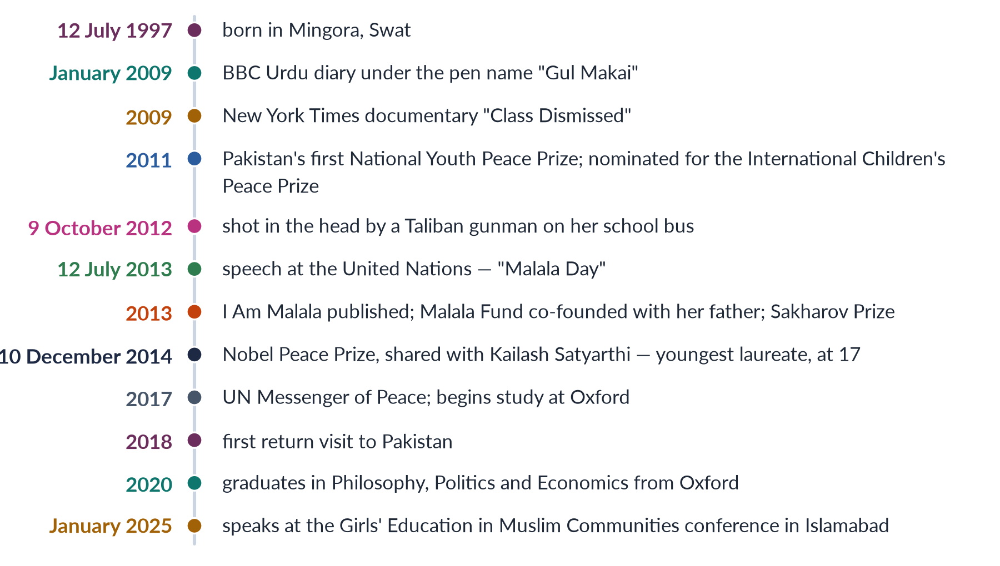 12 July 1997 born in Mingora, Swat
January 2009 BBC Urdu diary under the pen name "Gul Makai"
2009 New York Times documentary "Class Dismissed"
2011 Pakistan's first National Youth Peace Prize; nominated for the International Children's
Peace Prize
9 October 2012 shot in the head by a Taliban gunman on her school bus
12 July 2013 speech at the United Nations — "Malala Day"
2013 I Am Malala published; Malala Fund co-founded with her father; Sakharov Prize
10 December 2014 Nobel Peace Prize, shared with Kailash Satyarthi — youngest laureate, at 17
2017 UN Messenger of Peace; begins study at Oxford
2018 first return visit to Pakistan
2020 graduates in Philosophy, Politics and Economics from Oxford
January 2025 speaks at the Girls' Education in Muslim Communities conference in Islamabad